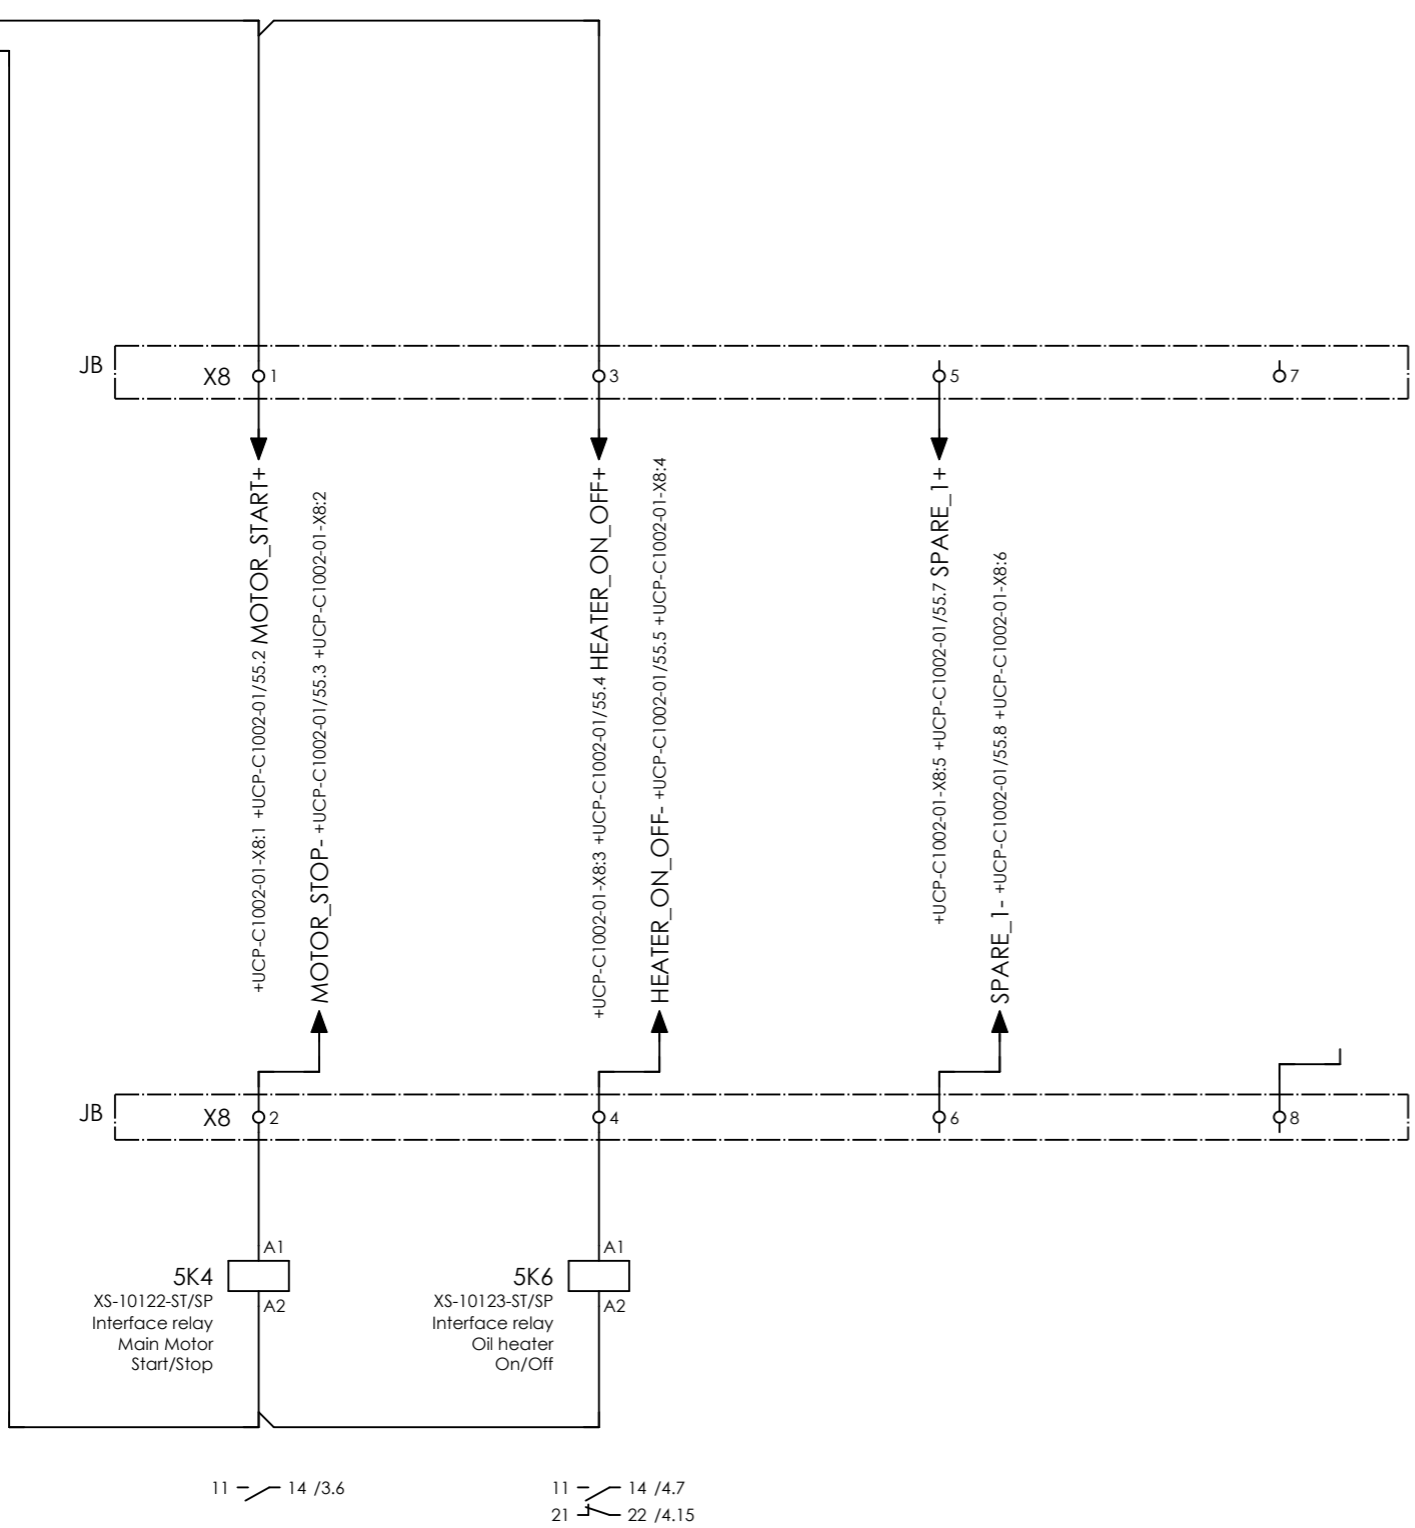 JB
X8
1
3
5
7
+UCP-C1002-01-X8:1 +UCP-C1002-01/55.2 MOTOR_START+
MOTOR_STOP- +UCP-C1002-01/55.3 +UCP-C1002-01-X8:2
+UCP-C1002-01-X8:3 +UCP-C1002-01/55.4 HEATER_ON_OFF+
HEATER_ON_OFF- +UCP-C1002-01/55.5 +UCP-C1002-01-X8:4
+UCP-C1002-01-X8:5 +UCP-C1002-01/55.7 SPARE_1+
SPARE_1- +UCP-C1002-01/55.8 +UCP-C1002-01-X8:6
JB
X8
2
4
6
8
A1
5K4
A2
XS-10122-ST/SP
Interface relay
Main Motor
Start/Stop
A1
5K6
A2
XS-10123-ST/SP
Interface relay
Oil heater
On/Off
11 14 /3.6
11 14 /4.7
21 22 /4.15